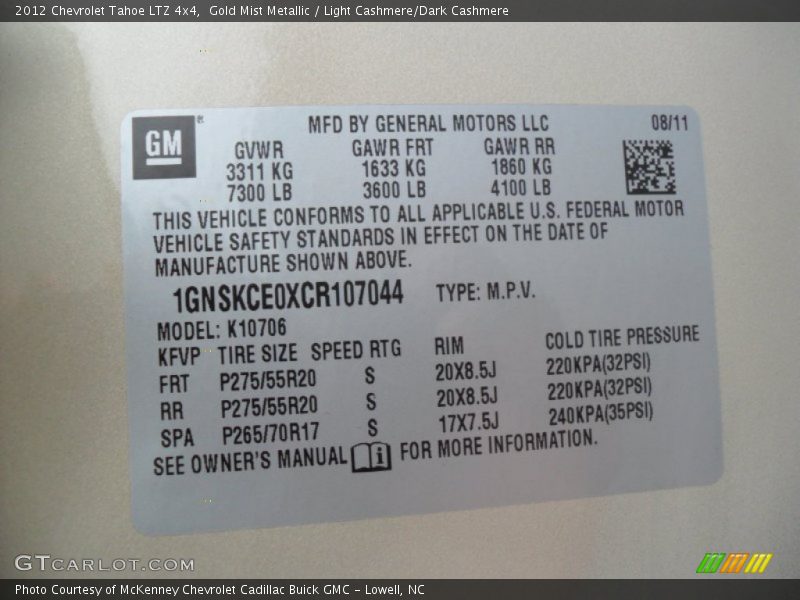 2012 Chevrolet Tahoe LTZ 4x4,  Gold Mist Metallic / Light Cashmere/Dark Cashmere
GM ® MFD BY GENERAL MOTORS LLC 08/11
GVWR GAWR FRT GAWR RR
3311 KG 1633 KG 1860 KG
7300 LB 3600 LB 4100 LB
THIS VEHICLE CONFORMS TO ALL APPLICABLE U.S. FEDERAL MOTOR
VEHICLE SAFETY STANDARDS IN EFFECT ON THE DATE OF
MANUFACTURE SHOWN ABOVE.
1GNSKCE0XCR107044 TYPE: M.P.V.
MODEL: K10706
KFVP TIRE SIZE SPEED RTG RIM COLD TIRE PRESSURE
FRT P275/55R20 S 20X8.5J 220KPA(32PSI)
RR P275/55R20 S 20X8.5J 220KPA(32PSI)
SPA P265/70R17 S 17X7.5J 240KPA(35PSI)
SEE OWNER'S MANUAL i FOR MORE INFORMATION.
GTCARLOT.COM
Photo Courtesy of McKenney Chevrolet Cadillac Buick GMC - Lowell, NC